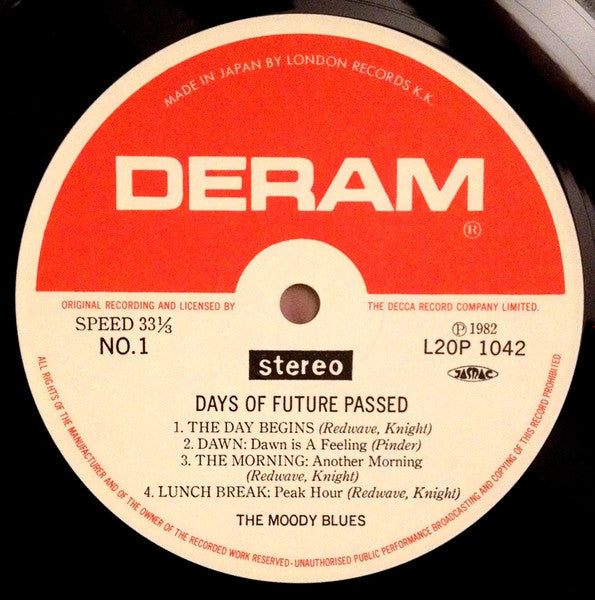 MADE IN JAPAN BY LONDON RECORDS K.K.
DERAM
®
ORIGINAL RECORDING AND LICENSED BY THE DECCA RECORD COMPANY LIMITED.
SPEED 33⅓
NO.1
℗ 1982
L20P 1042
JASRAC
stereo
DAYS OF FUTURE PASSED
1. THE DAY BEGINS (Redwave, Knight)
2. DAWN: Dawn is A Feeling (Pinder)
3. THE MORNING: Another Morning
(Redwave, Knight)
4. LUNCH BREAK: Peak Hour (Redwave, Knight)
THE MOODY BLUES
ALL RIGHTS OF THE MANUFACTURER AND OF THE OWNER OF THE RECORDED WORK RESERVED-UNAUTHORISED PUBLIC PERFORMANCE BROADCASTING AND COPYING OF THIS RECORD PROHIBITED